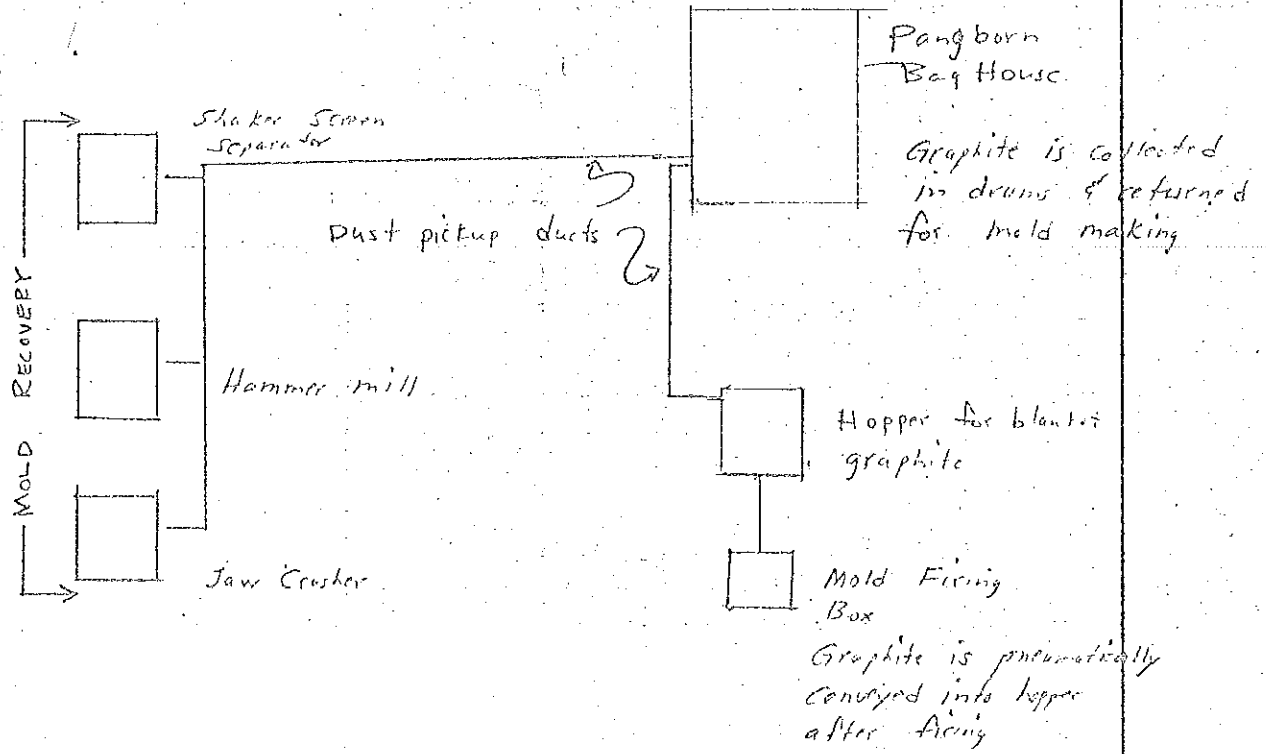 Pangborn
Bag House
Shaker Screen
Separator
Graphite is collected
in drums & returned
for mold making
Dust pickup ducts
MOLD RECOVERY
Hammer mill
Hopper for blanket
graphite
Jaw Crusher
Mold Firing
Box
Graphite is pneumatically
conveyed into hopper
after firing